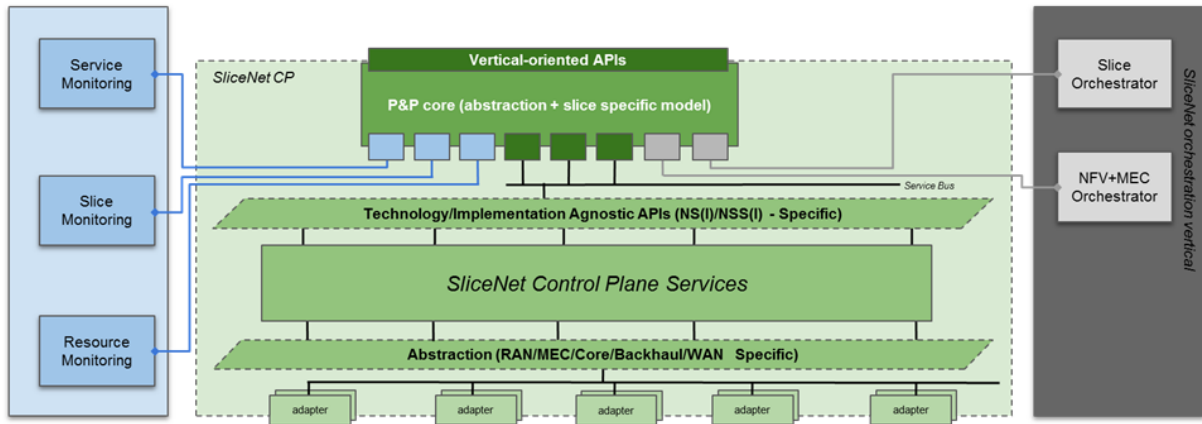 Service
Monitoring
Slice
Monitoring
Resource
Monitoring
SliceNet CP
Vertical-oriented APIs
P&P core (abstraction + slice specific model)
Service Bus
Technology/Implementation Agnostic APIs (NS(I)/NSS(I) - Specific)
SliceNet Control Plane Services
Abstraction (RAN/MEC/Core/Backhaul/WAN Specific)
adapter
adapter
adapter
adapter
adapter
Slice
Orchestrator
NFV+MEC
Orchestrator
SliceNet orchestration vertical